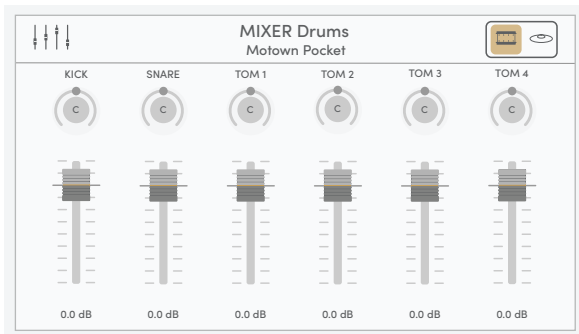 MIXER Drums
Motown Pocket
KICK SNARE TOM 1 TOM 2 TOM 3 TOM 4
C C C C C C
0.0 dB 0.0 dB 0.0 dB 0.0 dB 0.0 dB 0.0 dB